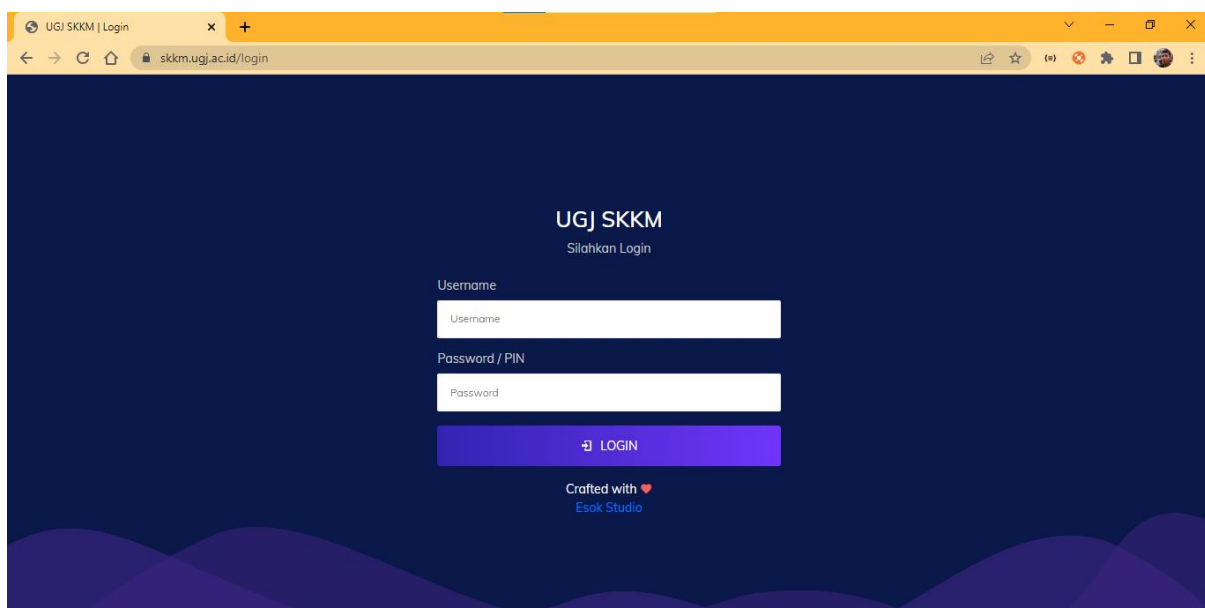 UGJ SKKM | Login
skkm.ugj.ac.id/login
UGJ SKKM
Silahkan Login
Username
Username
Password / PIN
Password
LOGIN
Crafted with ❤
Esok Studio